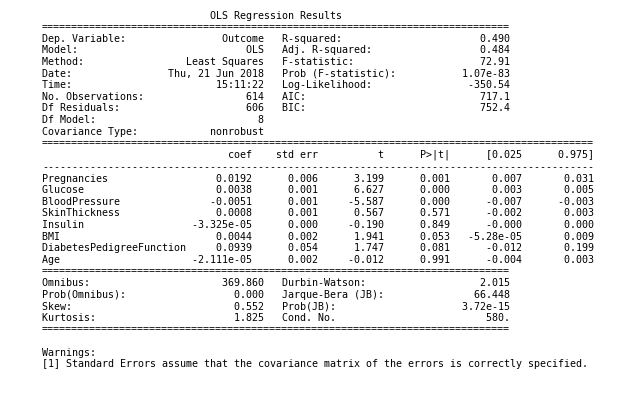 OLS Regression Results
==============================================================================
Dep. Variable: Outcome R-squared: 0.490
Model: OLS Adj. R-squared: 0.484
Method: Least Squares F-statistic: 72.91
Date: Thu, 21 Jun 2018 Prob (F-statistic): 1.07e-83
Time: 15:11:22 Log-Likelihood: -350.54
No. Observations: 614 AIC: 717.1
Df Residuals: 606 BIC: 752.4
Df Model: 8
Covariance Type: nonrobust
============================================================================================
coef std err t P>|t| [0.025 0.975]
--------------------------------------------------------------------------------------------
Pregnancies 0.0192 0.006 3.199 0.001 0.007 0.031
Glucose 0.0038 0.001 6.627 0.000 0.003 0.005
BloodPressure -0.0051 0.001 -5.587 0.000 -0.007 -0.003
SkinThickness 0.0008 0.001 0.567 0.571 -0.002 0.003
Insulin -3.325e-05 0.000 -0.190 0.849 -0.000 0.000
BMI 0.0044 0.002 1.941 0.053 -5.28e-05 0.009
DiabetesPedigreeFunction 0.0939 0.054 1.747 0.081 -0.012 0.199
Age -2.111e-05 0.002 -0.012 0.991 -0.004 0.003
==============================================================================
Omnibus: 369.860 Durbin-Watson: 2.015
Prob(Omnibus): 0.000 Jarque-Bera (JB): 66.448
Skew: 0.552 Prob(JB): 3.72e-15
Kurtosis: 1.825 Cond. No. 580.
==============================================================================
Warnings:
[1] Standard Errors assume that the covariance matrix of the errors is correctly specified.